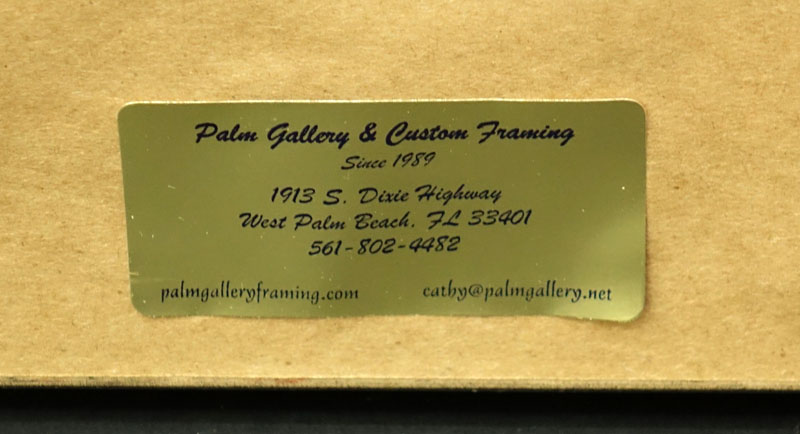 Palm Gallery & Custom Framing
Since 1989
1913 S. Dixie Highway
West Palm Beach, FL 33401
561-802-4482
palmgalleryframing.com cathy@palmgallery.net